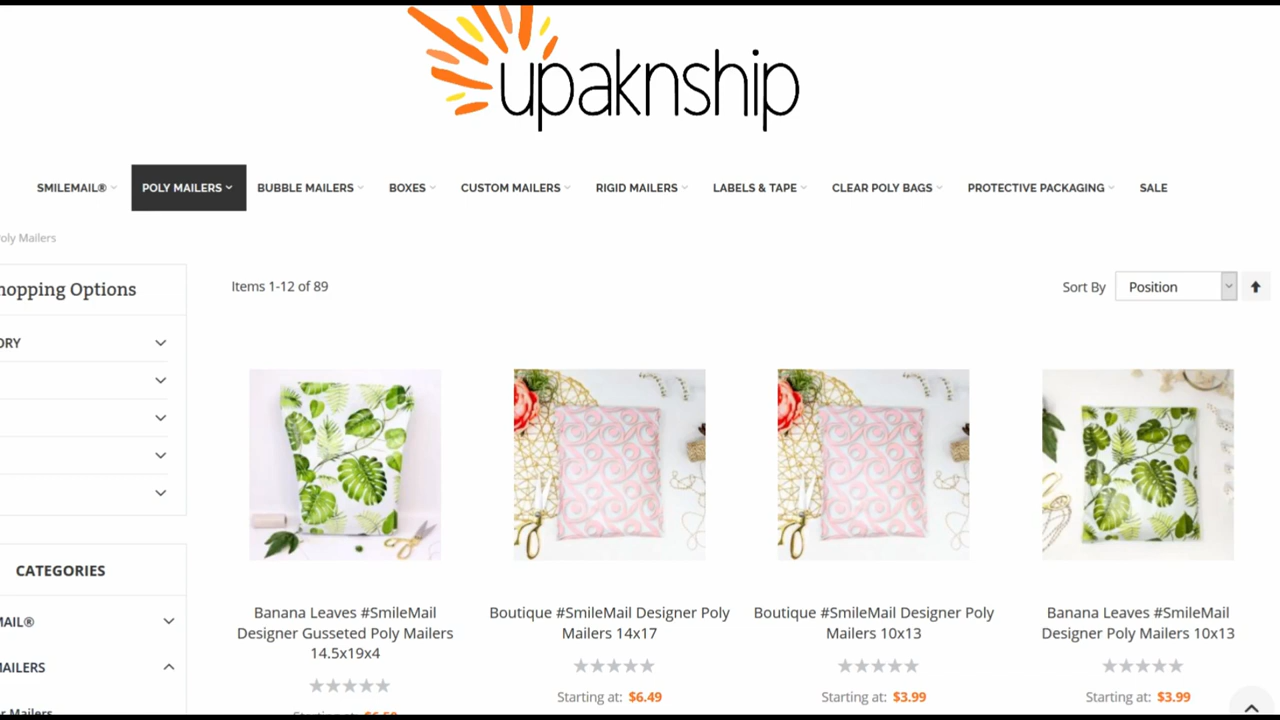 upaknship
SMILEMAIL®
POLY MAILERS
BUBBLE MAILERS
BOXES
CUSTOM MAILERS
RIGID MAILERS
LABELS & TAPE
CLEAR POLY BAGS
PROTECTIVE PACKAGING
SALE
oly Mailers
hopping Options
Items 1-12 of 89
Sort By
Position
ORY
CATEGORIES
MAIL®
MAILERS
r Mailers
Banana Leaves #SmileMail
Designer Gusseted Poly Mailers
14.5x19x4
Boutique #SmileMail Designer Poly
Mailers 14x17
Starting at: $6.49
Boutique #SmileMail Designer Poly
Mailers 10x13
Starting at: $3.99
Banana Leaves #SmileMail
Designer Poly Mailers 10x13
Starting at: $3.99